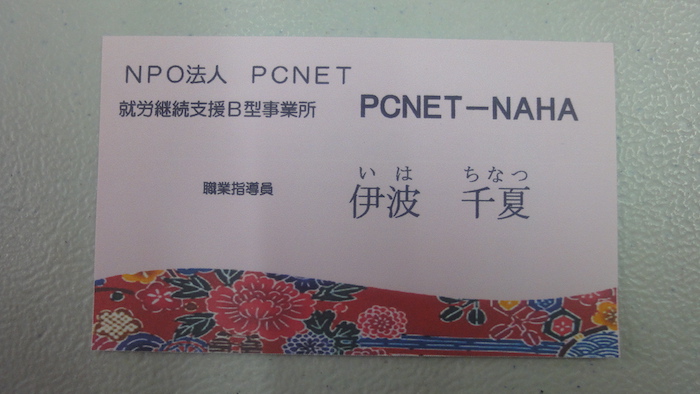 NPO法人　PCNET
就労継続支援B型事業所　PCNET－NAHA
いは　ちなつ
職業指導員　伊波　千夏